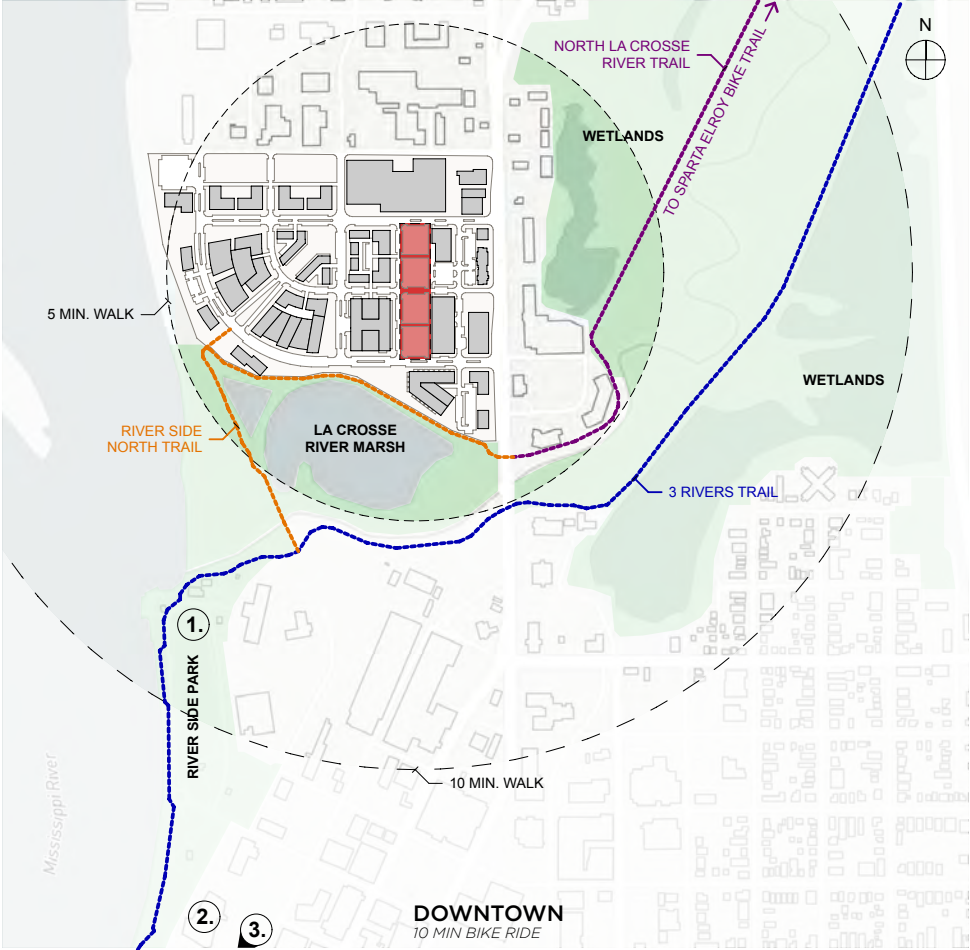 NORTH LA CROSSE
RIVER TRAIL
TO SPARTA ELROY BIKE TRAIL
N
WETLANDS
5 MIN. WALK
WETLANDS
RIVER SIDE
NORTH TRAIL
LA CROSSE
RIVER MARSH
3 RIVERS TRAIL
1.
RIVER SIDE PARK
10 MIN. WALK
Mississippi River
2.
3.
DOWNTOWN
10 MIN BIKE RIDE